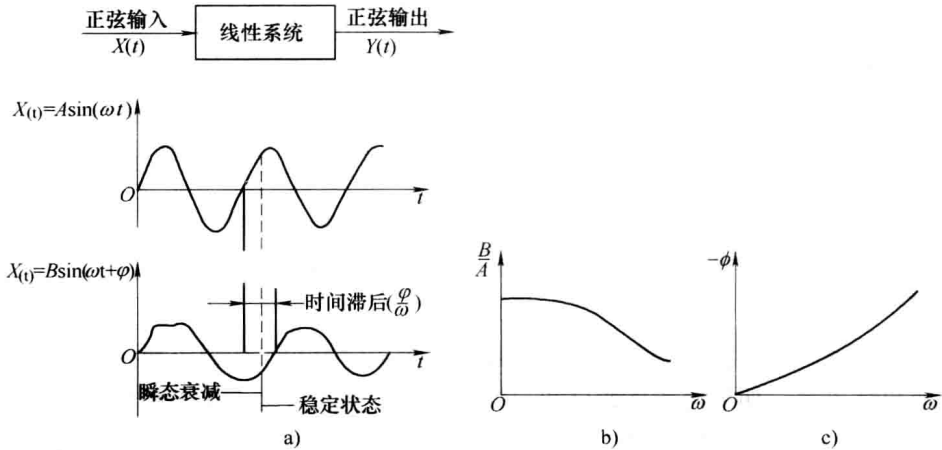 正弦输入
X(t)
线性系统
正弦输出
Y(t)
X(t)=Asin(ωt)
O
t
X(t)=Bsin(ωt+φ)
时间滞后(φ/ω)
O
t
瞬态衰减
稳定状态
a)
B/A
O
ω
b)
-ϕ
O
ω
c)